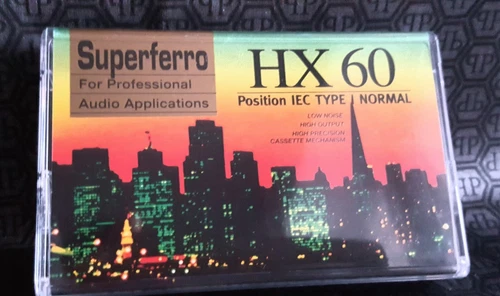 Superferro
For Professional
Audio Applications
HX 60
Position IEC TYPE I NORMAL
LOW NOISE
HIGH OUTPUT
HIGH PRECISION
CASSETTE MECHANISM